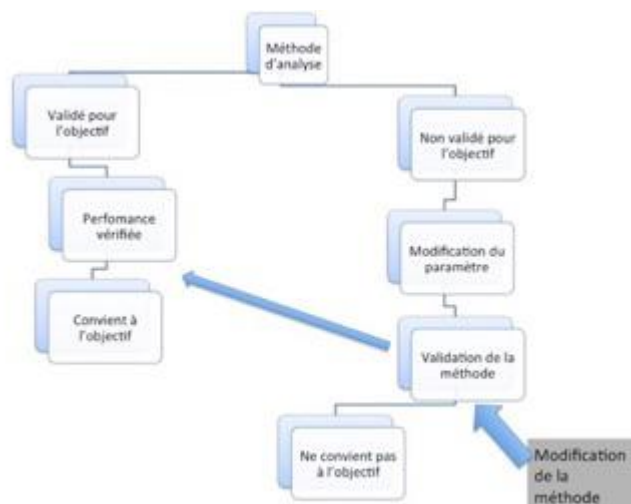 Méthode
d'analyse
Validé pour
l'objectif
Non validé pour
l'objectif
Perfomance
vérifiée
Modification du
paramètre
Convient à
l'objectif
Validation de la
méthode
Ne convient pas
à l'objectif
Modification
de la
méthode